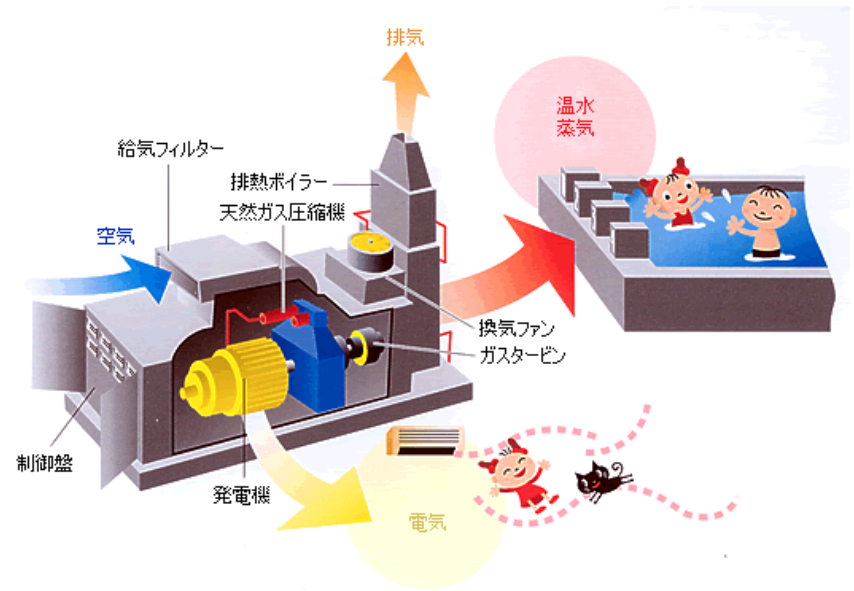 排気
温水
蒸気
給気フィルター
排熱ボイラー
天然ガス圧縮機
空気
換気ファン
ガスタービン
制御盤
発電機
電気